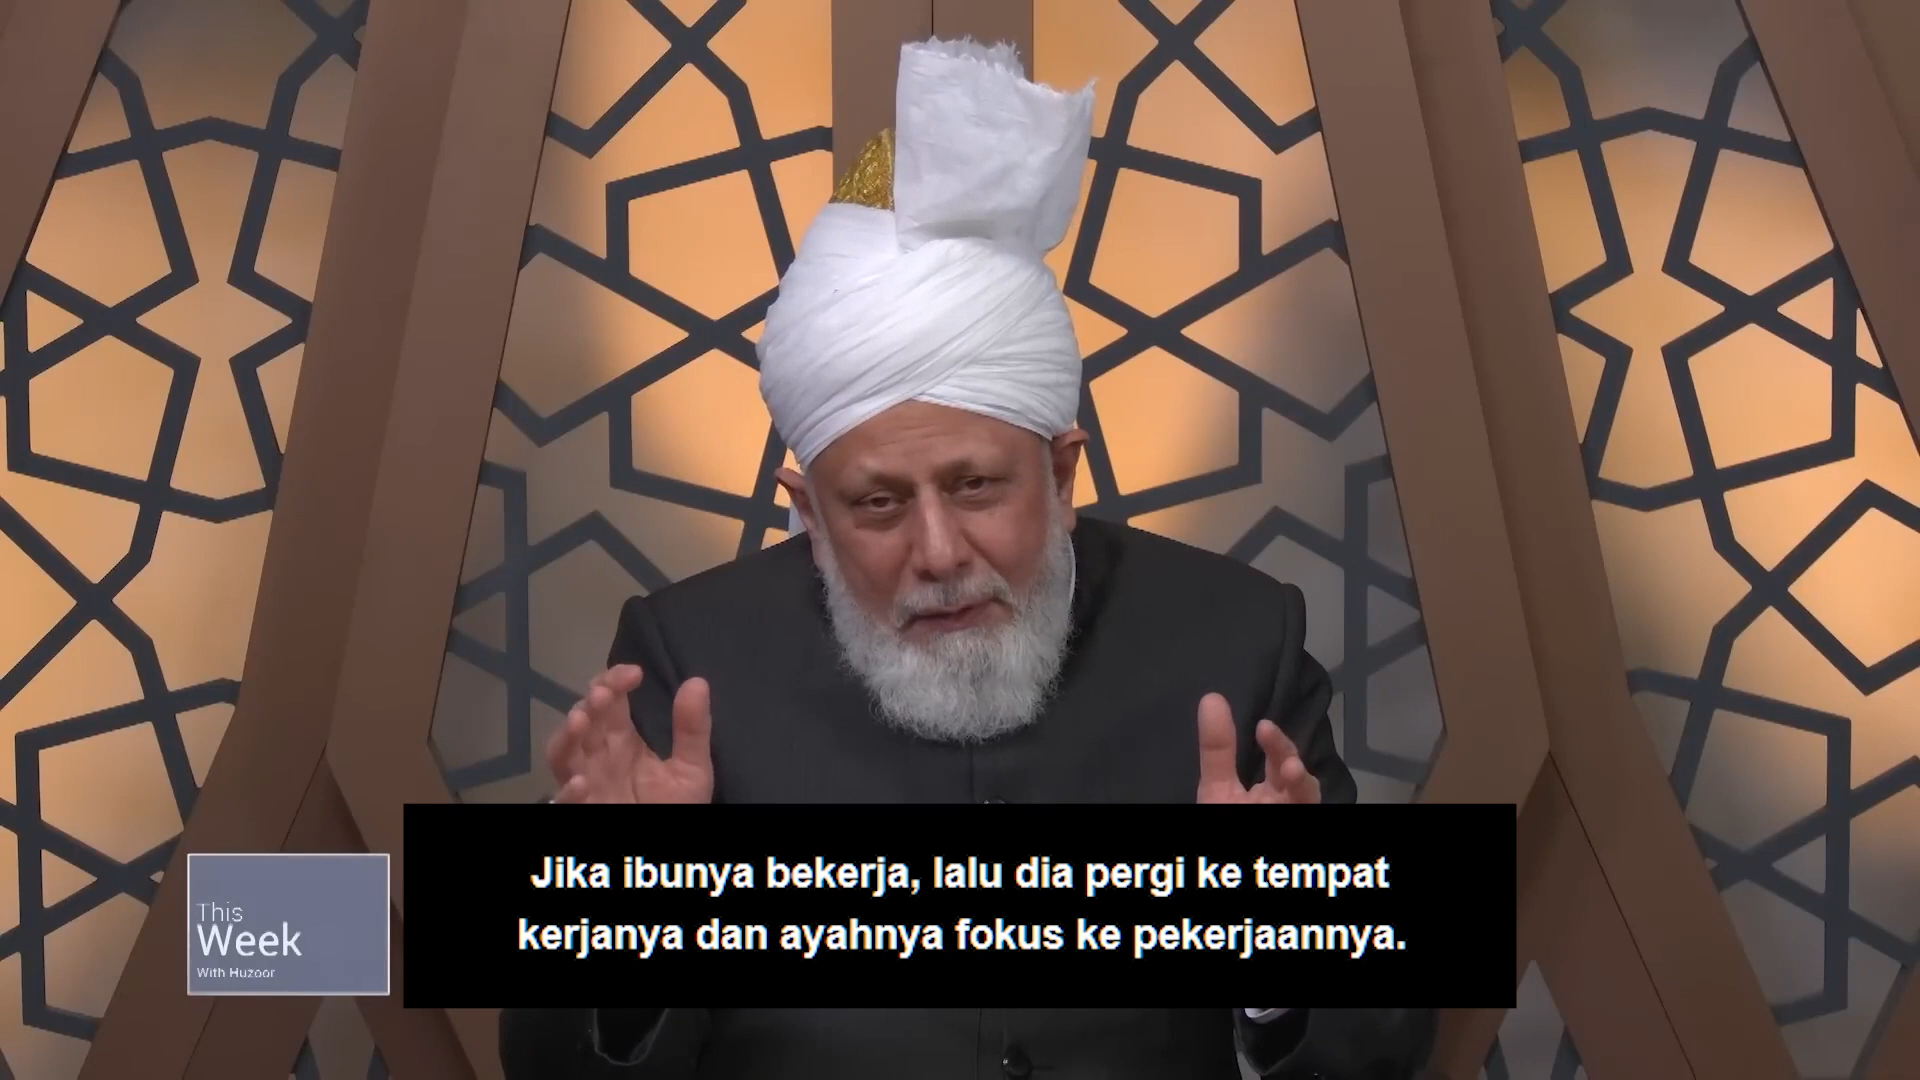 This
Week
With Huzoor
Jika ibunya bekerja, lalu dia pergi ke tempat
kerjanya dan ayahnya fokus ke pekerjaannya.